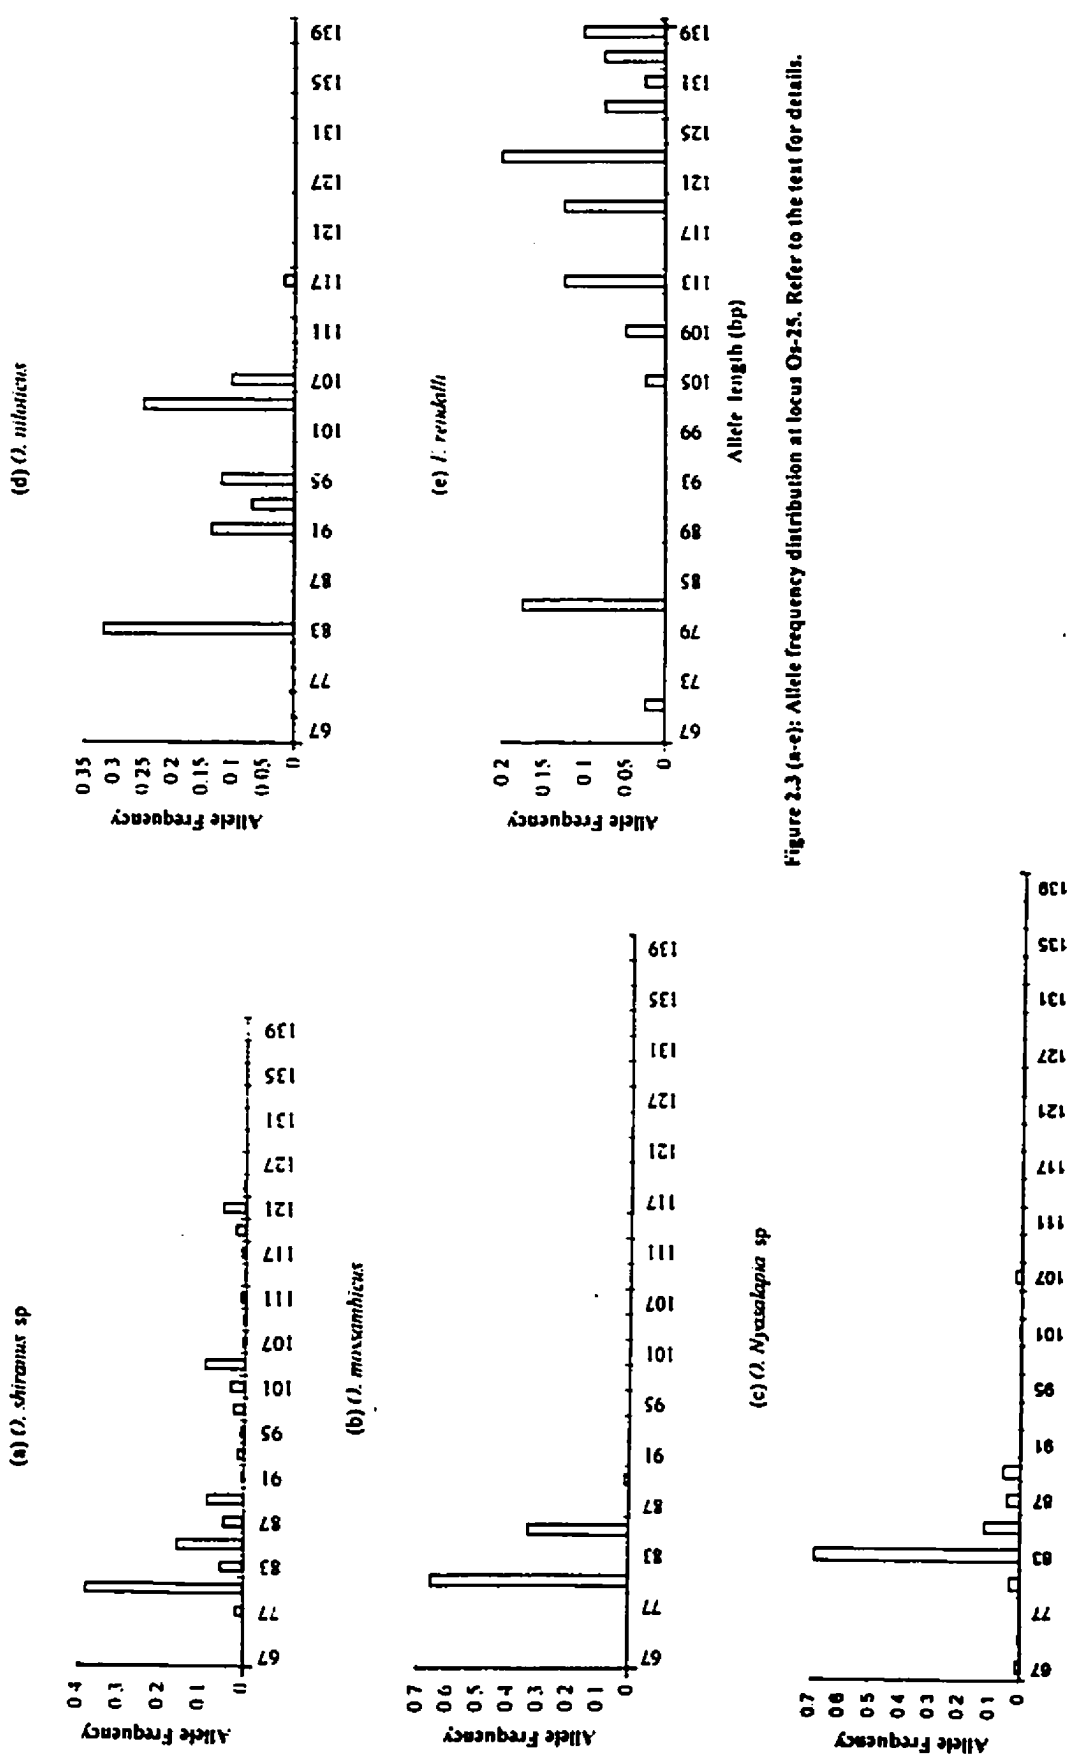 (a) O. shiranus sp
Allele Frequency
0 4
0 3
0 2
0 1
0
67 77 83 87 91 95 101 107 111 117 121 127 131 135 139
(b) O. mossambicus
Allele Frequency
0 7
0 6
0 5
0 4
0 3
0 2
0 1
0
67 77 83 87 91 95 101 107 111 117 121 127 131 135 139
(c) O. Nyasalapia sp
Allele Frequency
0 7
0 6
0 5
0 4
0 3
0 2
0 1
0
67 77 83 87 91 95 101 107 111 117 121 127 131 135 139
(d) O. niloticus
Allele Frequency
0 35
0 3
0 25
0 2
0 15
0 1
0 05
0
67 77 83 87 91 95 101 107 111 117 121 127 131 135 139
(e) T. rendalli
Allele Frequency
0 2
0 15
0 1
0 05
0
67 73 79 85 89 93 99 105 109 113 117 121 125 131 139
Allele length (bp)
Figure 2.3 (a-e): Allele frequency distribution at locus Os-25. Refer to the text for details.